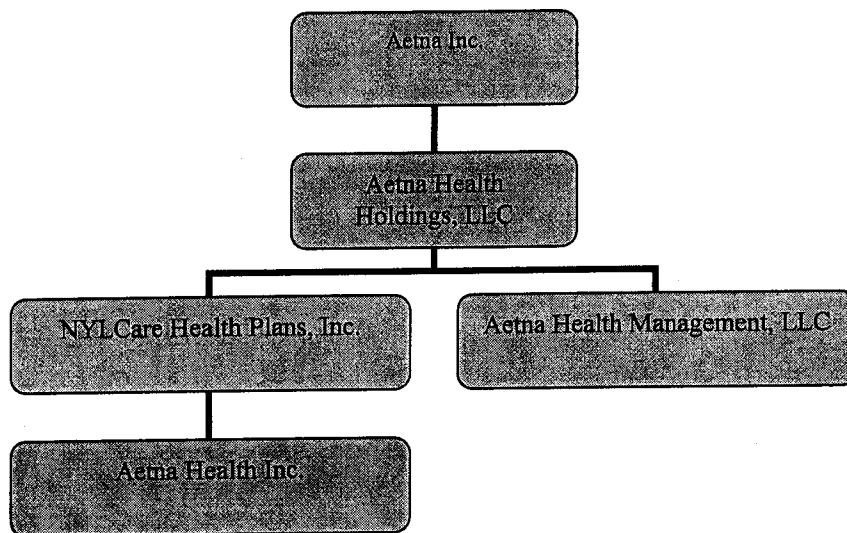 Aetna Inc.
Aetna Health
Holdings, LLC
NYLCare Health Plans, Inc.
Aetna Health Management, LLC
Aetna Health Inc.